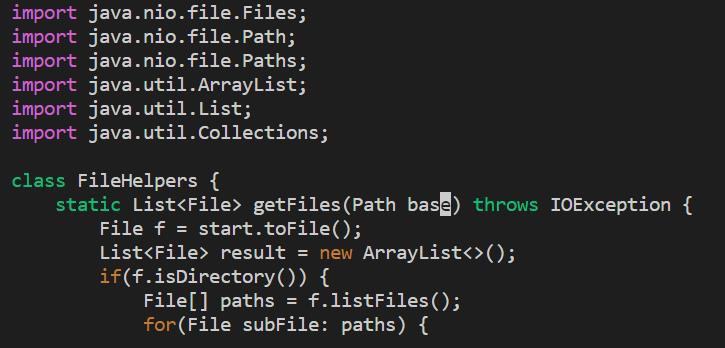 import java.nio.file.Files;
import java.nio.file.Path;
import java.nio.file.Paths;
import java.util.ArrayList;
import java.util.List;
import java.util.Collections;
class FileHelpers {
    static List<File> getFiles(Path base) throws IOException {
        File f = start.toFile();
        List<File> result = new ArrayList<>();
        if(f.isDirectory()) {
            File[] paths = f.listFiles();
            for(File subFile: paths) {